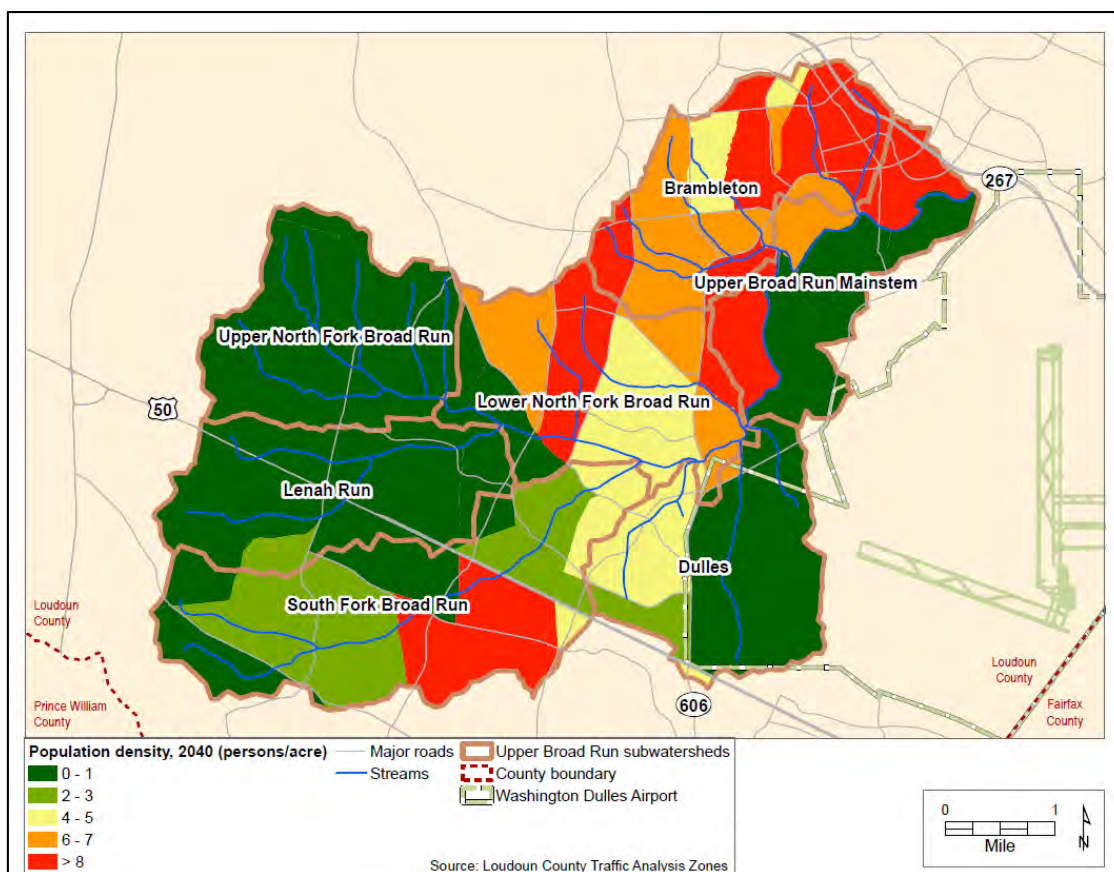 Brambleton
267
Upper Broad Run Mainstem
Upper North Fork Broad Run
50
Lower North Fork Broad Run
Lenah Run
Dulles
South Fork Broad Run
Loudoun
County
Prince William
County
606
Loudoun
County
Fairfax
County
Population density, 2040 (persons/acre)
0 - 1
2 - 3
4 - 5
6 - 7
> 8
Major roads
Streams
Upper Broad Run subwatersheds
County boundary
Washington Dulles Airport
Source: Loudoun County Traffic Analysis Zones
0 1
Mile
N